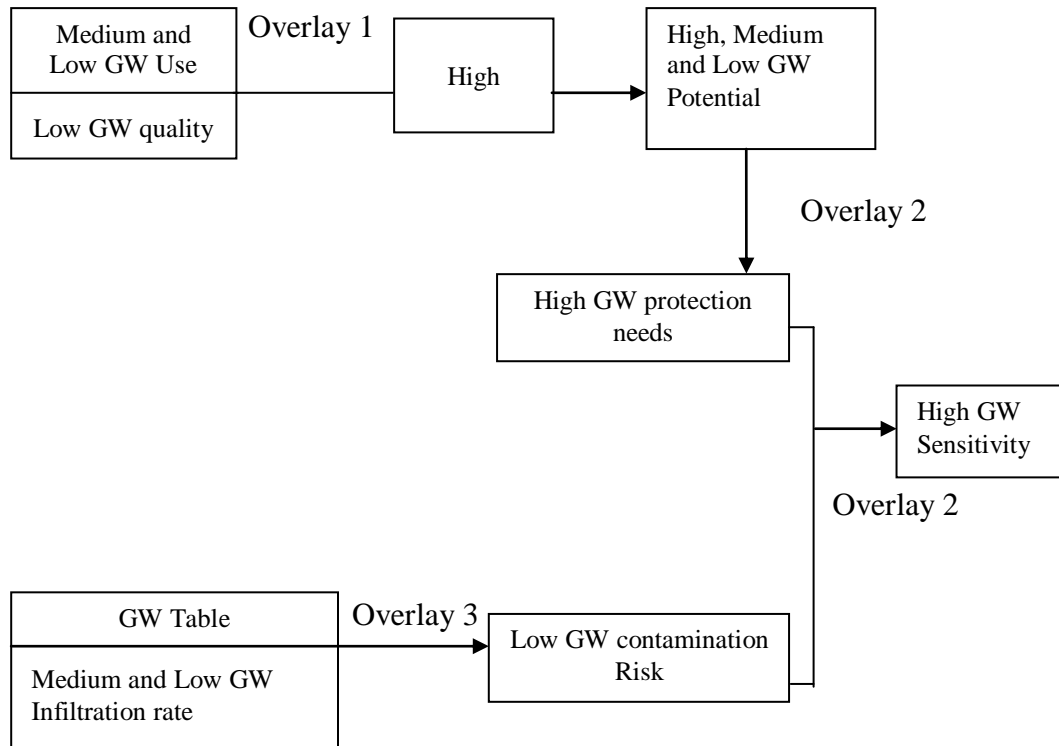 Medium and
Low GW Use
Low GW quality
Overlay 1
High
High, Medium
and Low GW
Potential
Overlay 2
High GW protection
needs
High GW
Sensitivity
Overlay 2
GW Table
Medium and Low GW
Infiltration rate
Overlay 3
Low GW contamination
Risk